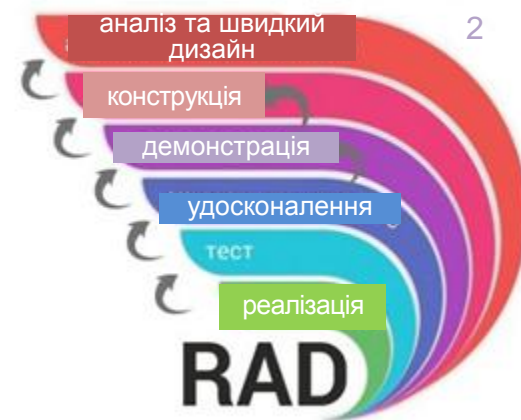 аналіз та швидкий
дизайн
2
конструкція
демонстрація
удосконалення
тест
реалізація
RAD